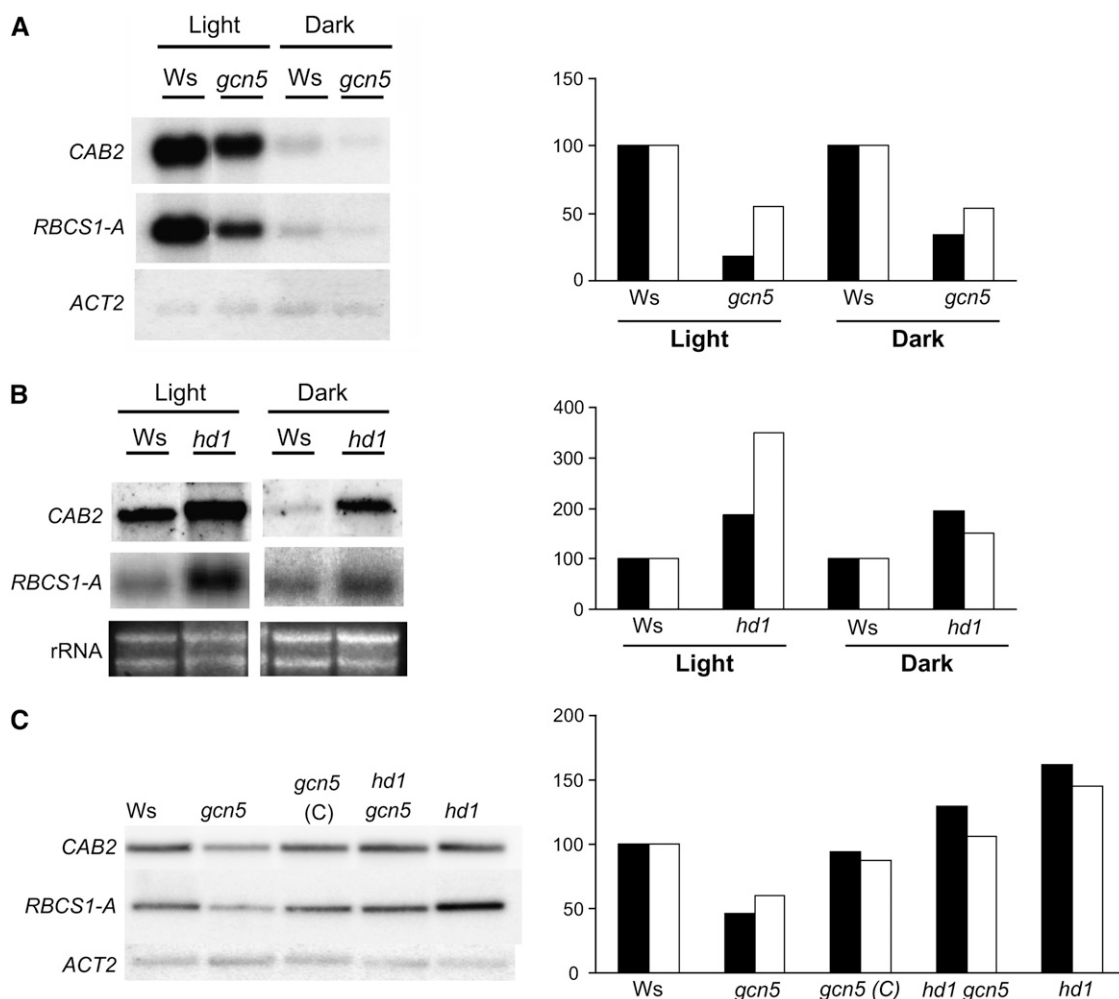 A
Light Dark
Ws gcn5 Ws gcn5
CAB2
RBCS1-A
ACT2
150
100
50
0
Ws gcn5 Ws gcn5
Light Dark
B
Light Dark
Ws hd1 Ws hd1
CAB2
RBCS1-A
rRNA
400
300
200
100
0
Ws hd1 Ws hd1
Light Dark
C
Ws gcn5 gcn5 (C) hd1 gcn5 hd1
CAB2
RBCS1-A
ACT2
200
150
100
50
0
Ws gcn5 gcn5 (C) hd1 gcn5 hd1